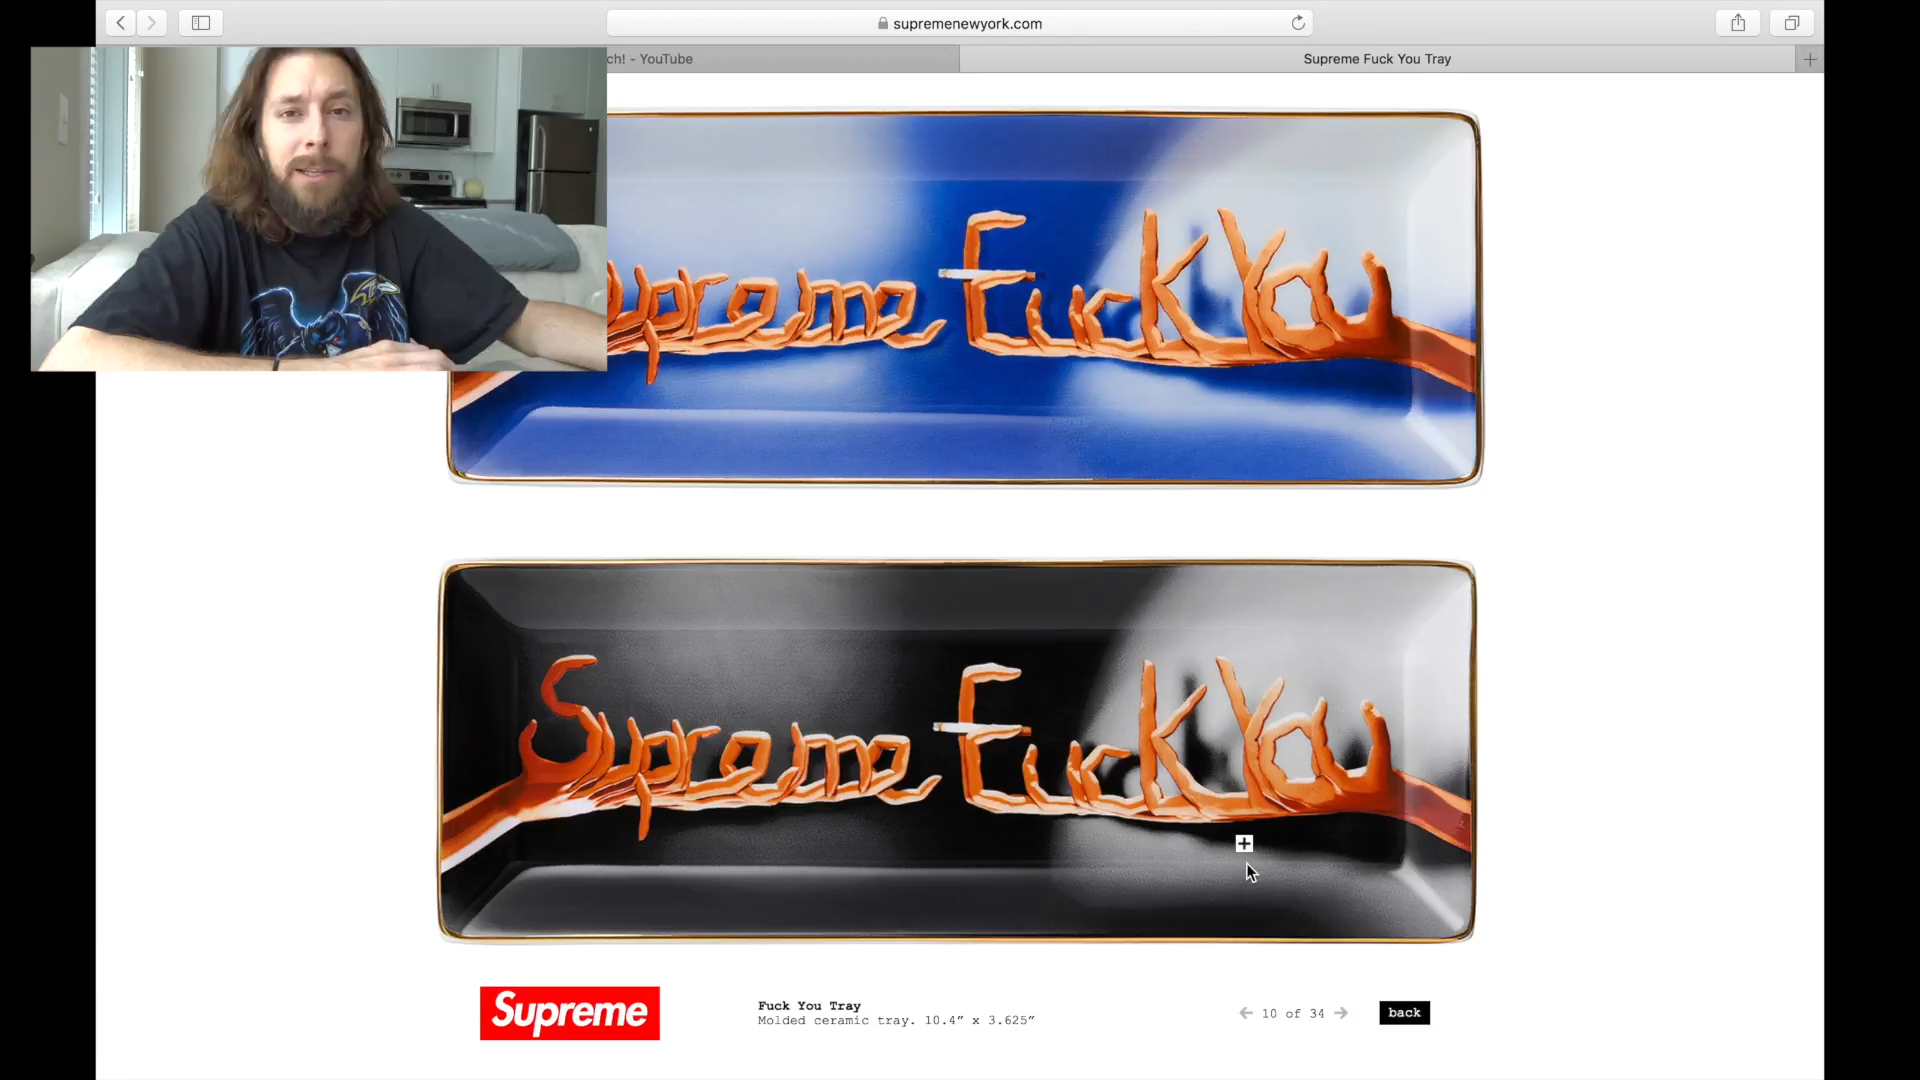 supremenewyork.com
ch! - YouTube
Supreme Fuck You Tray
upreme Fuck You
Supreme Fuck You
Supreme
Fuck You Tray
Molded ceramic tray. 10.4” x 3.625”
10 of 34
back